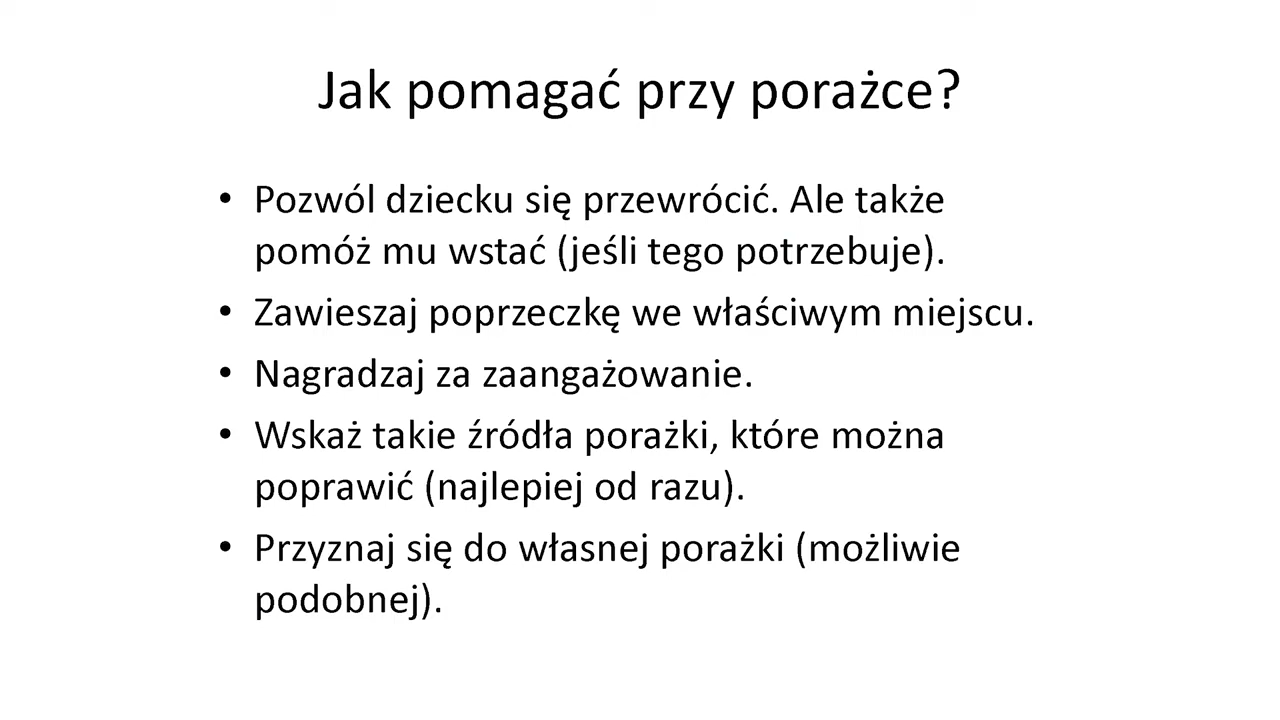 Jak pomagać przy porażce?
• Pozwól dziecku się przewrócić. Ale także
pomóż mu wstać (jeśli tego potrzebuje).
• Zawieszaj poprzeczkę we właściwym miejscu.
• Nagradzaj za zaangażowanie.
• Wskaż takie źródła porażki, które można
poprawić (najlepiej od razu).
• Przyznaj się do własnej porażki (możliwie
podobnej).